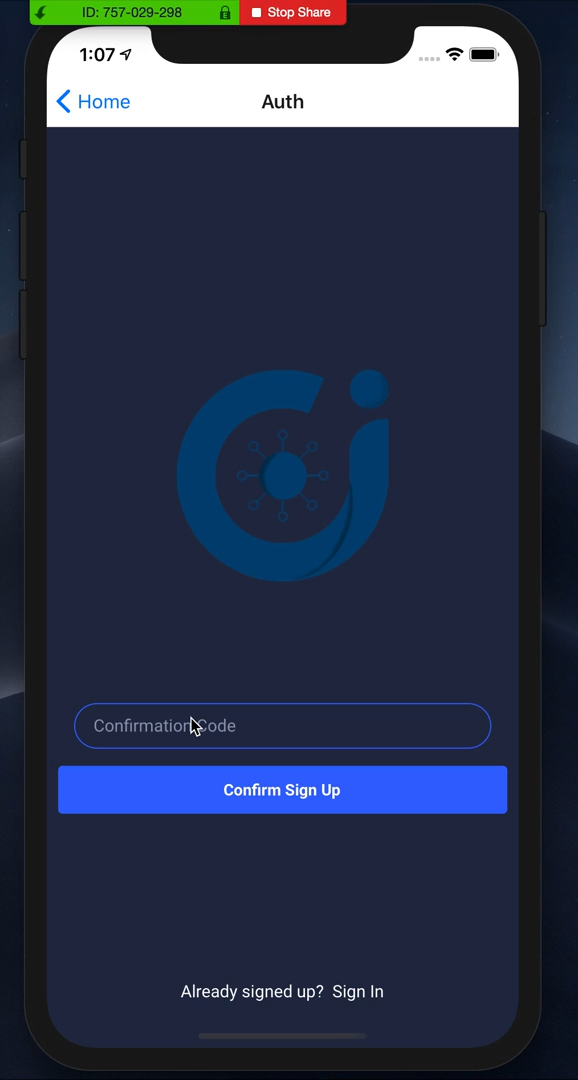 ID: 757-029-298 Stop Share
1:07
Home Auth
Confirmation Code
Confirm Sign Up
Already signed up? Sign In